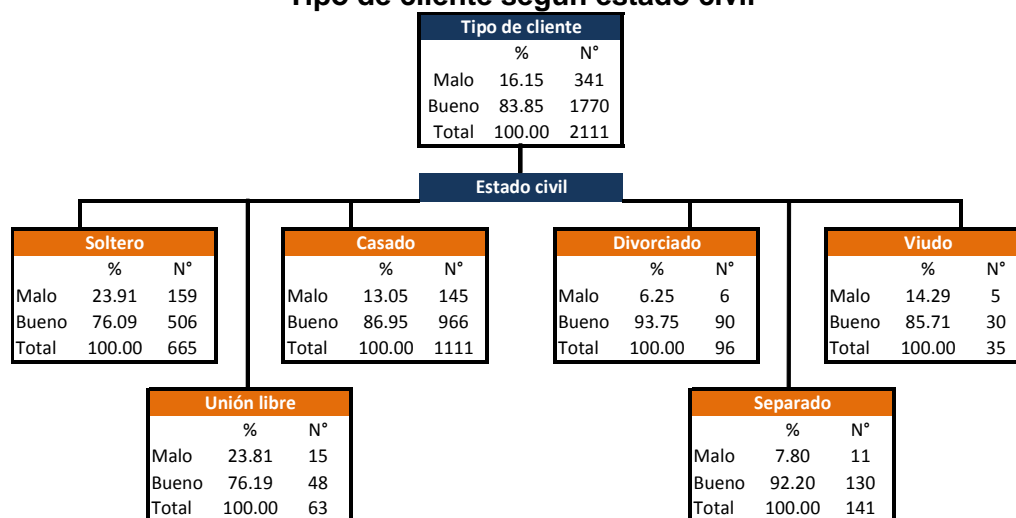 Tipo de cliente según estado civil
Tipo de cliente
% N°
Malo 16.15 341
Bueno 83.85 1770
Total 100.00 2111
Estado civil
Soltero
% N°
Malo 23.91 159
Bueno 76.09 506
Total 100.00 665
Casado
% N°
Malo 13.05 145
Bueno 86.95 966
Total 100.00 1111
Divorciado
% N°
Malo 6.25 6
Bueno 93.75 90
Total 100.00 96
Viudo
% N°
Malo 14.29 5
Bueno 85.71 30
Total 100.00 35
Unión libre
% N°
Malo 23.81 15
Bueno 76.19 48
Total 100.00 63
Separado
% N°
Malo 7.80 11
Bueno 92.20 130
Total 100.00 141